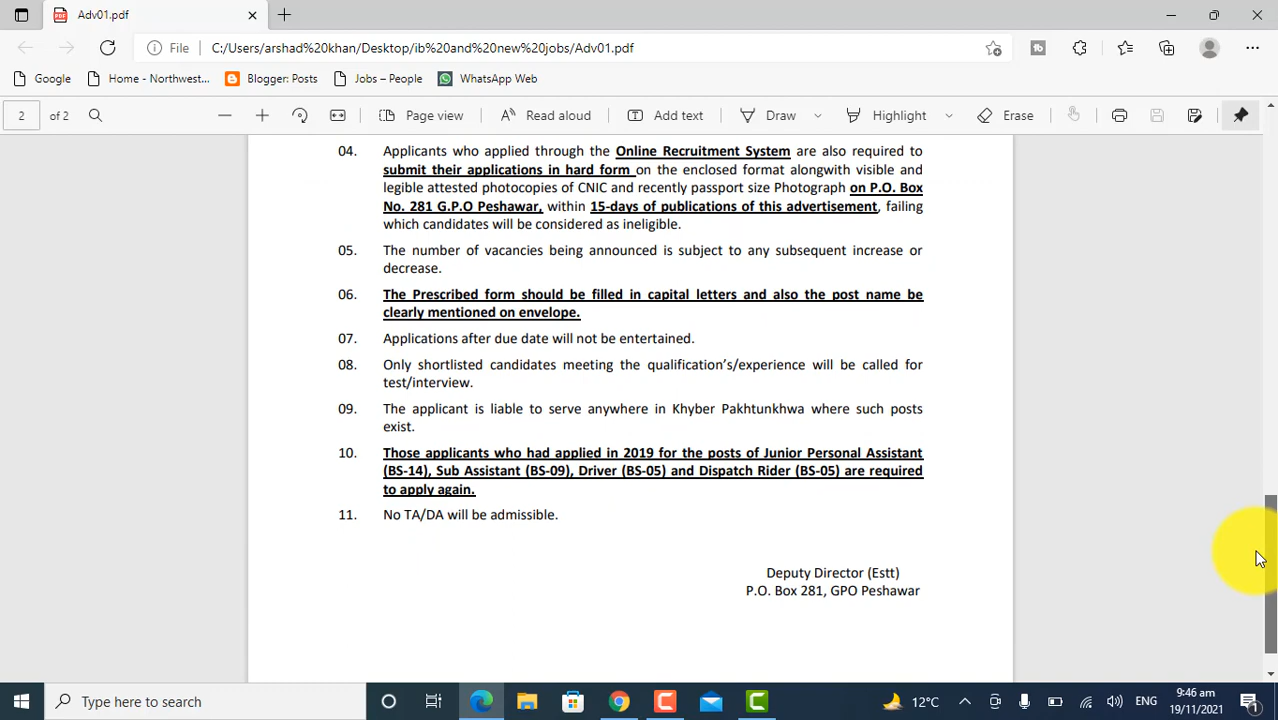 Adv01.pdf
File
C:/Users/arshad%20khan/Desktop/ib%20and%20new%20jobs/Adv01.pdf
Google
Home - Northwest...
Blogger: Posts
Jobs – People
WhatsApp Web
2 of 2
Page view
Read aloud
Add text
Draw
Highlight
Erase
04. Applicants who applied through the Online Recruitment System are also required to
submit their applications in hard form on the enclosed format alongwith visible and
legible attested photocopies of CNIC and recently passport size Photograph on P.O. Box
No. 281 G.P.O Peshawar, within 15-days of publications of this advertisement, failing
which candidates will be considered as ineligible.
05. The number of vacancies being announced is subject to any subsequent increase or
decrease.
06. The Prescribed form should be filled in capital letters and also the post name be
clearly mentioned on envelope.
07. Applications after due date will not be entertained.
08. Only shortlisted candidates meeting the qualification's/experience will be called for
test/interview.
09. The applicant is liable to serve anywhere in Khyber Pakhtunkhwa where such posts
exist.
10. Those applicants who had applied in 2019 for the posts of Junior Personal Assistant
(BS-14), Sub Assistant (BS-09), Driver (BS-05) and Dispatch Rider (BS-05) are required
to apply again.
11. No TA/DA will be admissible.
Deputy Director (Estt)
P.O. Box 281, GPO Peshawar
Type here to search
12°C
ENG
9:46 am
19/11/2021
1